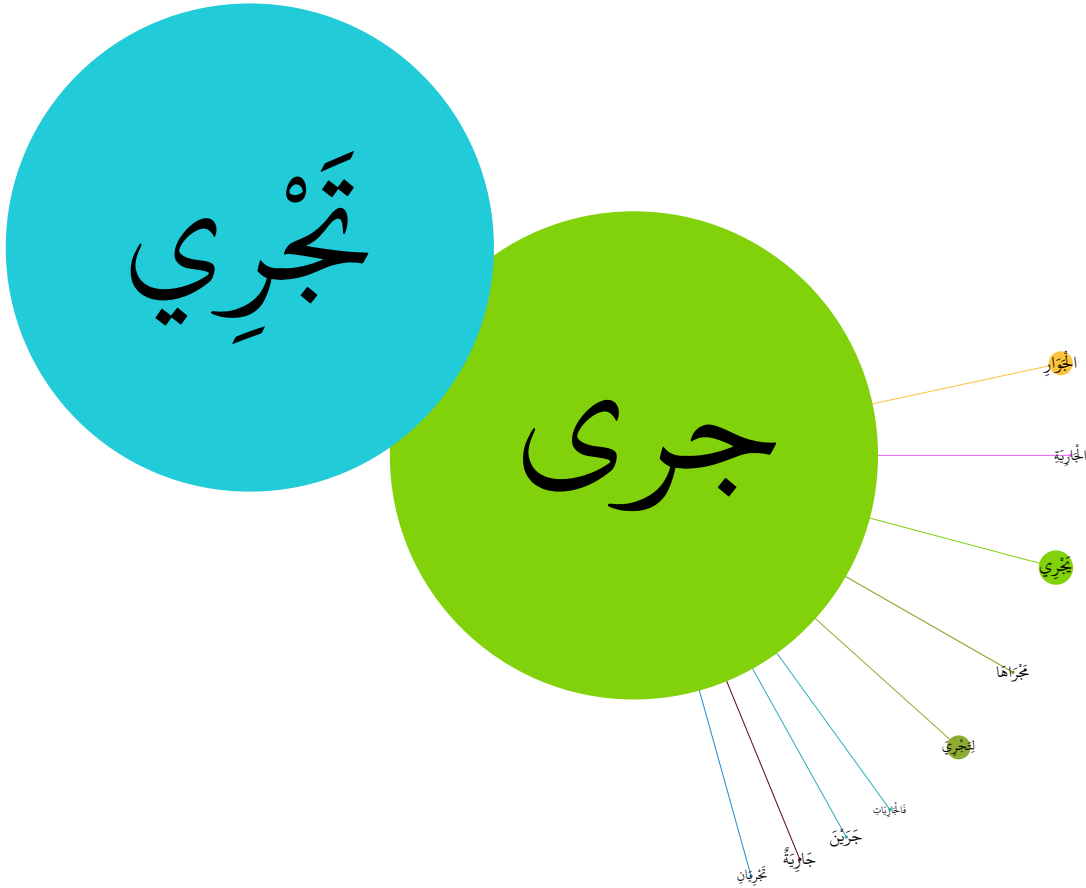 تَجْرِي
جرى
الْجَوَارِ
الْجَارِيَةِ
يَجْرِي
مَجْرَاهَا
لِتَجْرِيَ
فَالْجَارِيَاتِ
جَرَيْنَ
جَارِيَةٌ
تَجْرِيَانِ